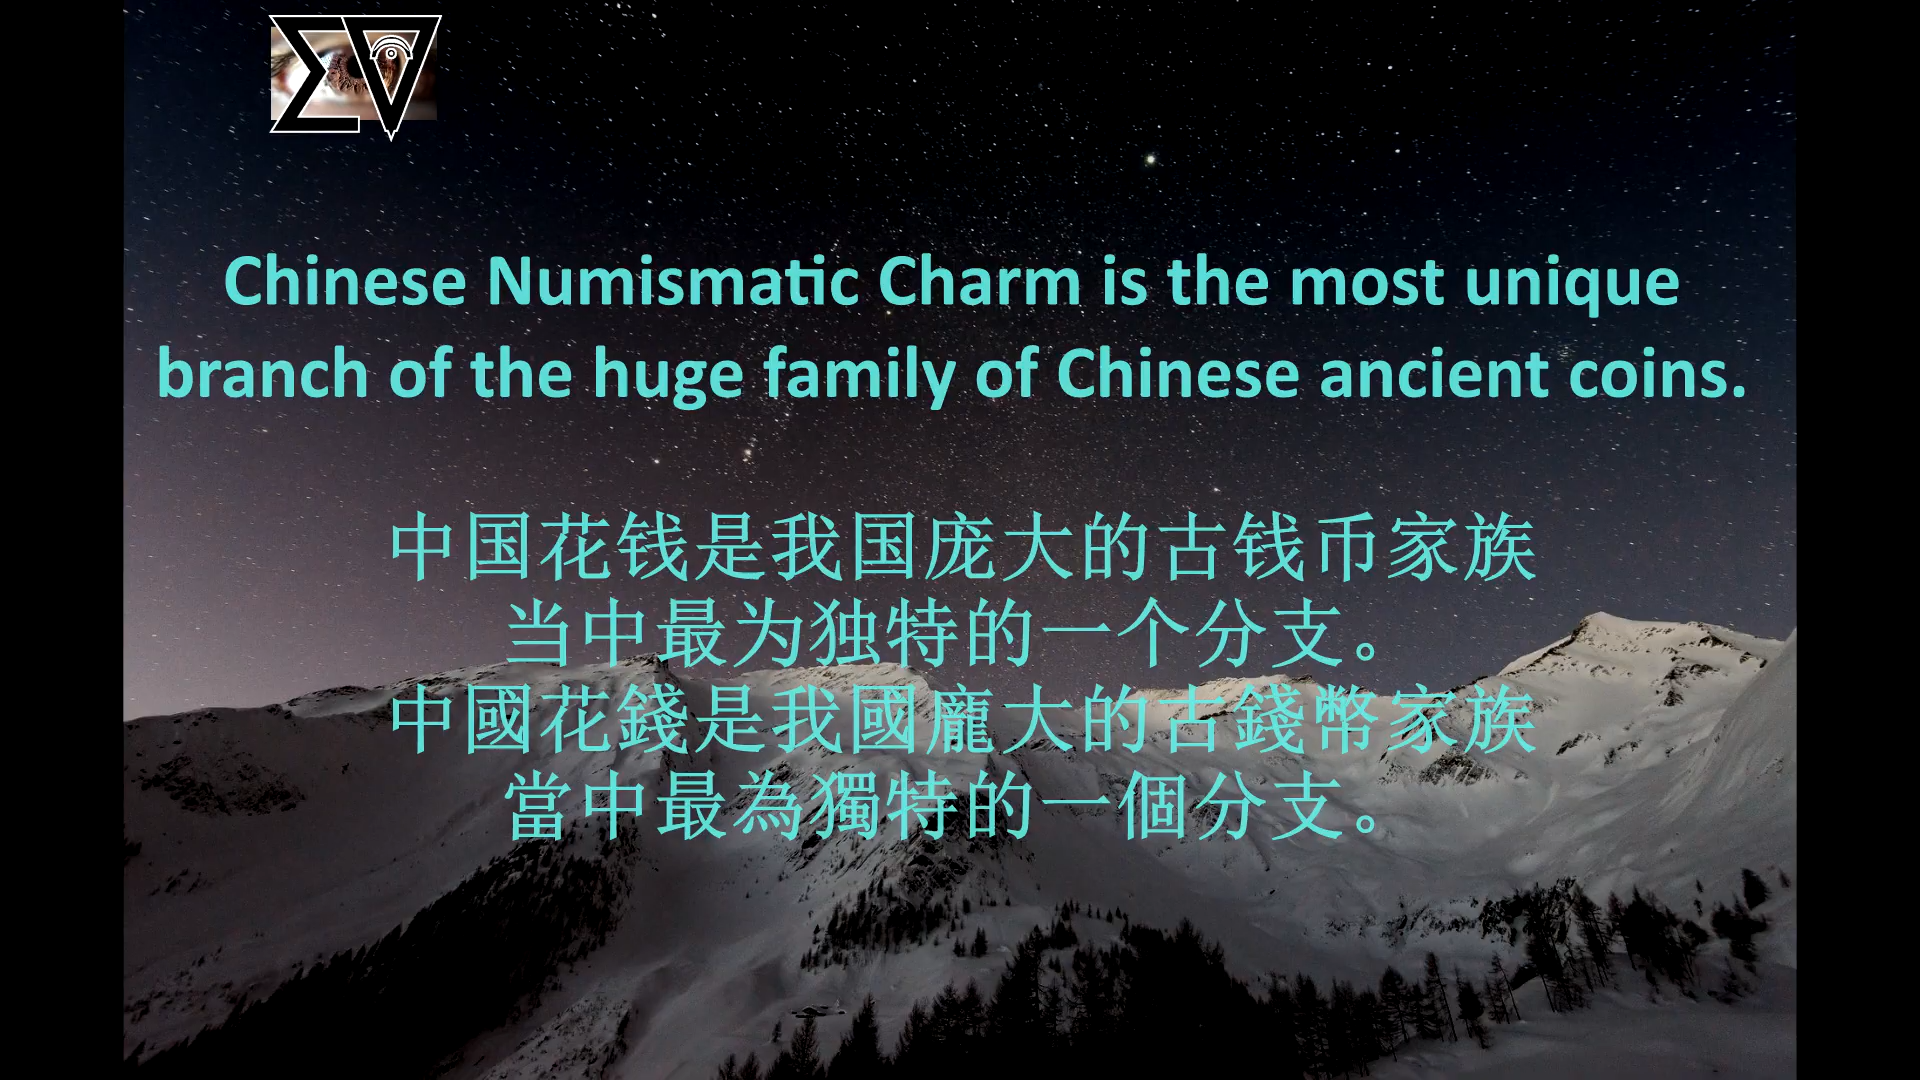 ΣV
Chinese Numismatic Charm is the most unique
branch of the huge family of Chinese ancient coins.
中国花钱是我国庞大的古钱币家族
当中最为独特的一个分支。
中國花錢是我國龐大的古錢幣家族
當中最為獨特的一個分支。